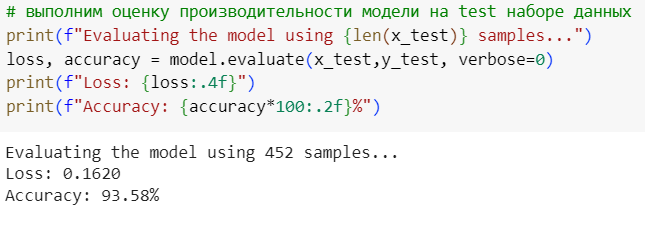 # выполним оценку производительности модели на test наборе данных
print(f"Evaluating the model using {len(x_test)} samples...")
loss, accuracy = model.evaluate(x_test,y_test, verbose=0)
print(f"Loss: {loss:.4f}")
print(f"Accuracy: {accuracy*100:.2f}%")
Evaluating the model using 452 samples...
Loss: 0.1620
Accuracy: 93.58%